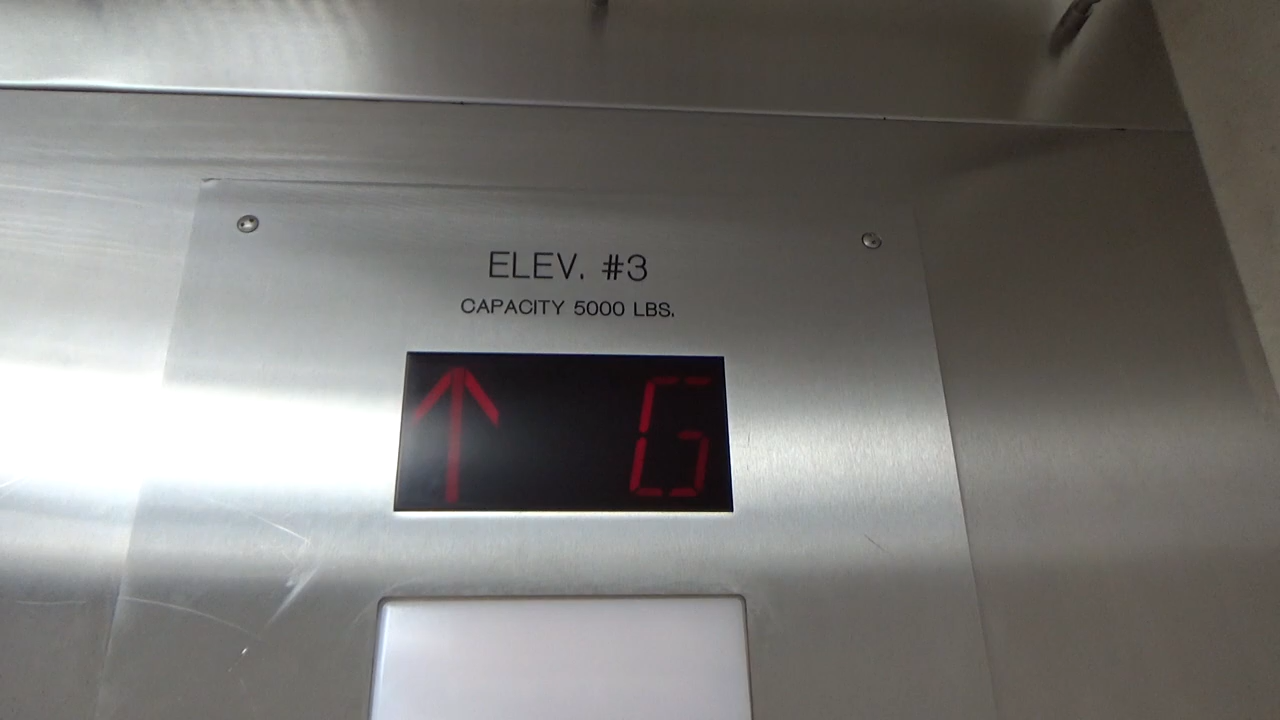 ELEV. #3
CAPACITY 5000 LBS.
↑ G